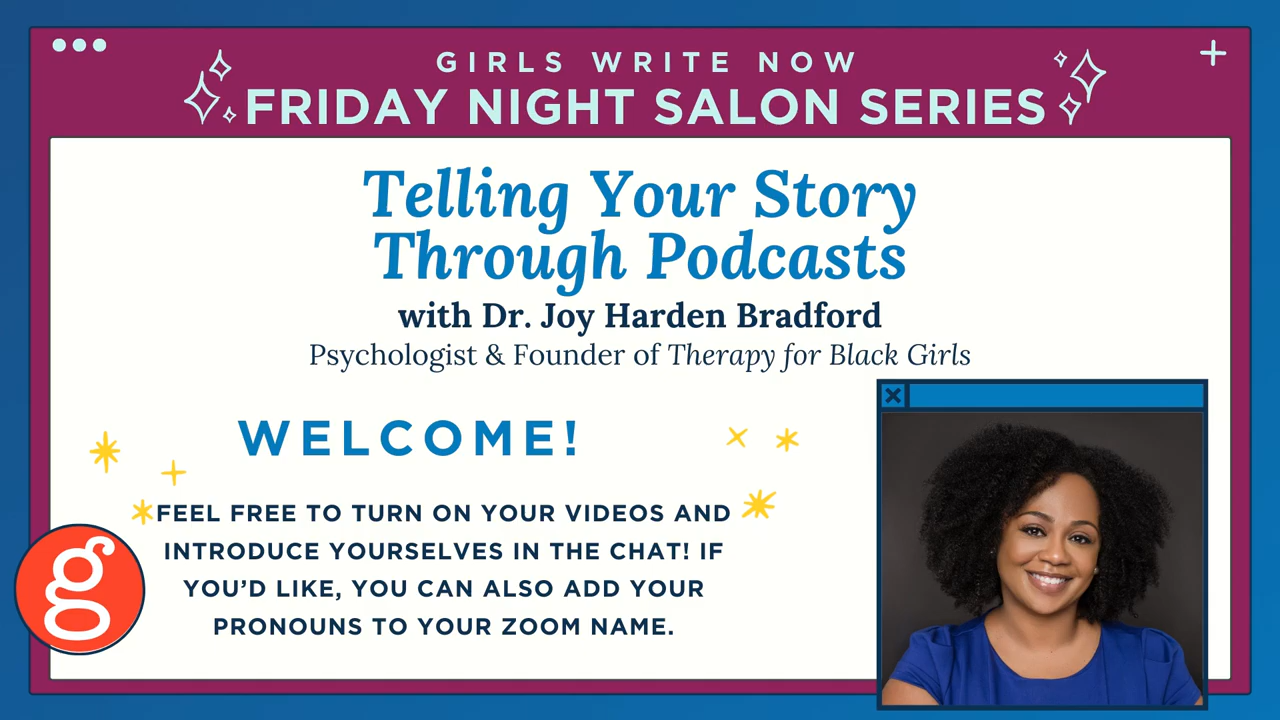 GIRLS WRITE NOW
FRIDAY NIGHT SALON SERIES
Telling Your Story
Through Podcasts
with Dr. Joy Harden Bradford
Psychologist & Founder of Therapy for Black Girls
WELCOME!
FEEL FREE TO TURN ON YOUR VIDEOS AND
INTRODUCE YOURSELVES IN THE CHAT! IF
YOU’D LIKE, YOU CAN ALSO ADD YOUR
PRONOUNS TO YOUR ZOOM NAME.
g